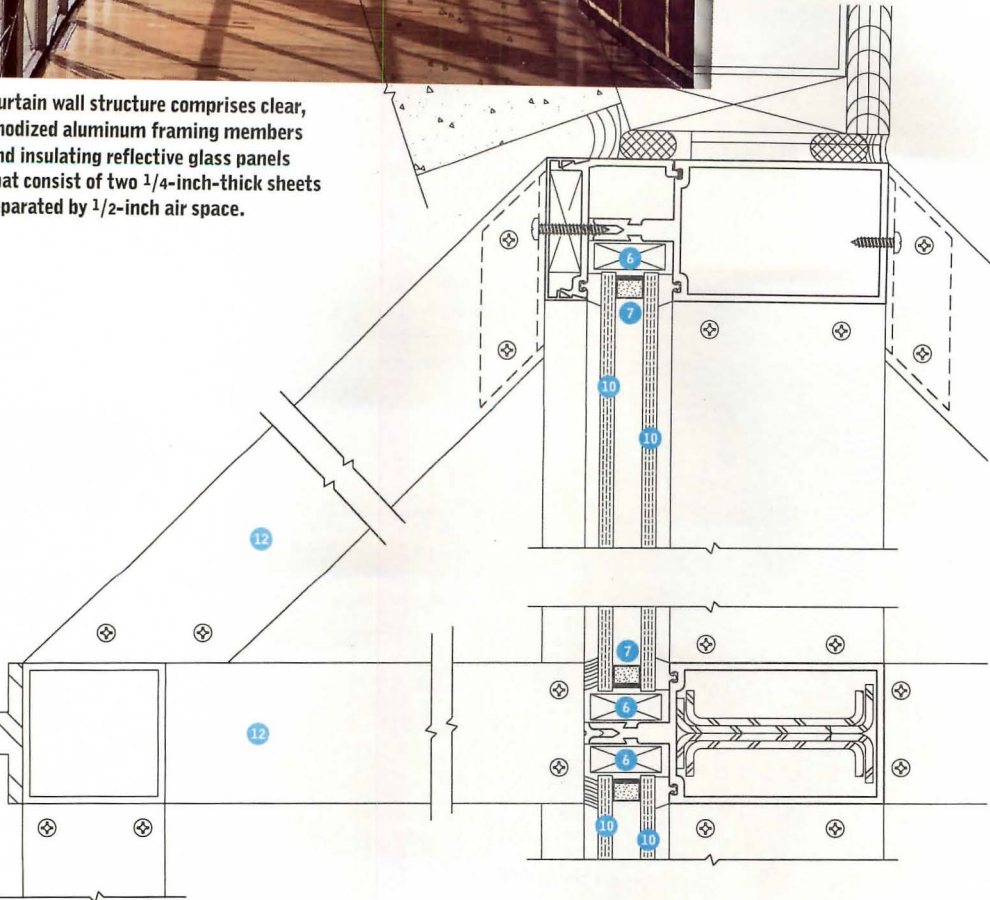 urtain wall structure comprises clear,
nodized aluminum framing members
nd insulating reflective glass panels
at consist of two 1/4-inch-thick sheets
parated by 1/2-inch air space.
6
7
10
10
12
7
6
12
6
10
10